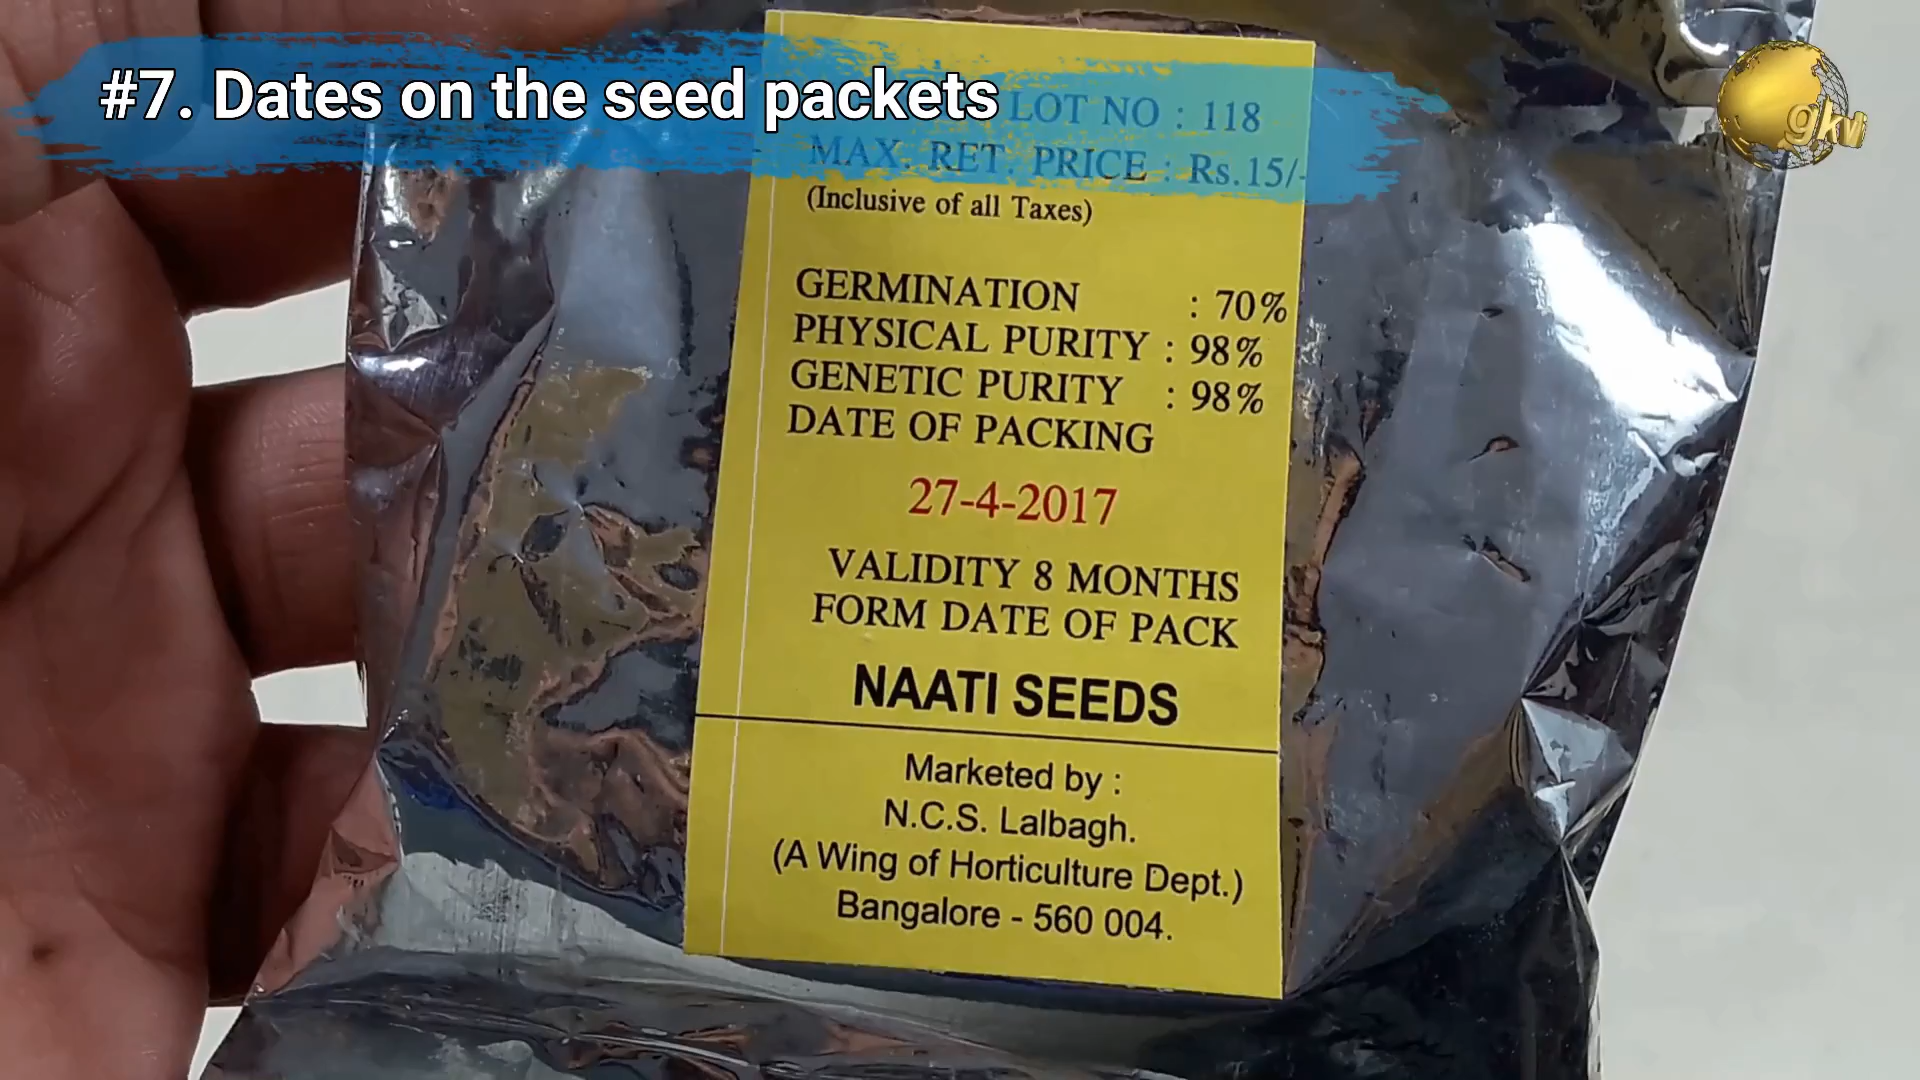 #7. Dates on the seed packets
gkv
LOT NO : 118
MAX. RET. PRICE : Rs.15/-
(Inclusive of all Taxes)
GERMINATION : 70%
PHYSICAL PURITY : 98%
GENETIC PURITY : 98%
DATE OF PACKING
27-4-2017
VALIDITY 8 MONTHS
FORM DATE OF PACK
NAATI SEEDS
Marketed by :
N.C.S. Lalbagh.
(A Wing of Horticulture Dept.)
Bangalore - 560 004.